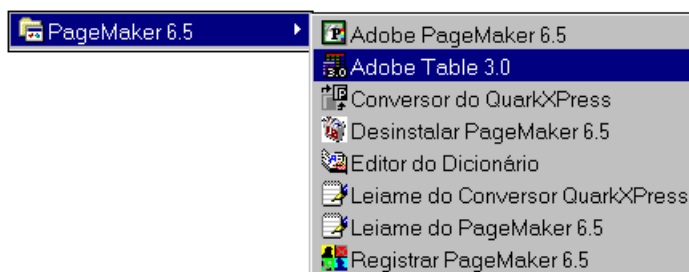 PageMaker 6.5
Adobe PageMaker 6.5
Adobe Table 3.0
Conversor do QuarkXPress
Desinstalar PageMaker 6.5
Editor do Dicionário
Leiame do Conversor QuarkXPress
Leiame do PageMaker 6.5
Registrar PageMaker 6.5